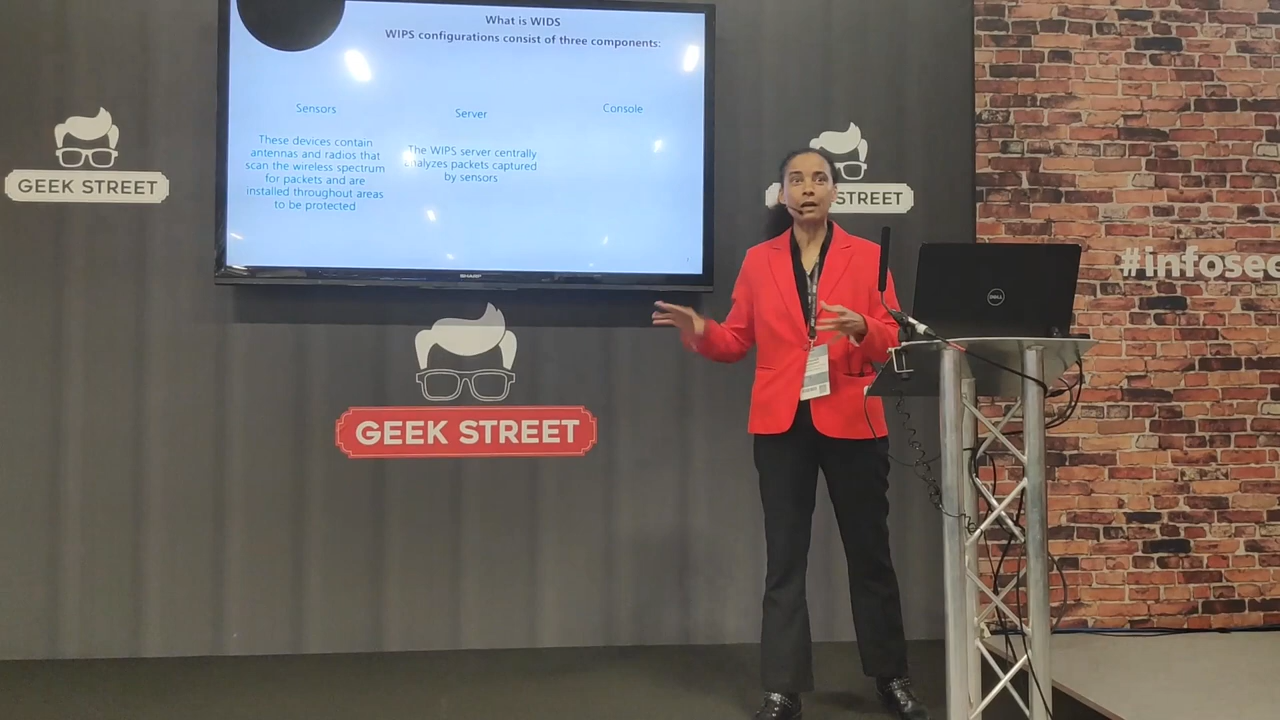 What is WIDS
WIPS configurations consist of three components:
Sensors
These devices contain
antennas and radios that
scan the wireless spectrum
for packets and are
installed throughout areas
to be protected
Server
The WIPS server centrally
analyzes packets captured
by sensors
Console
SHARP
GEEK STREET
GEEK STREET
STREET
#infosec
DELL